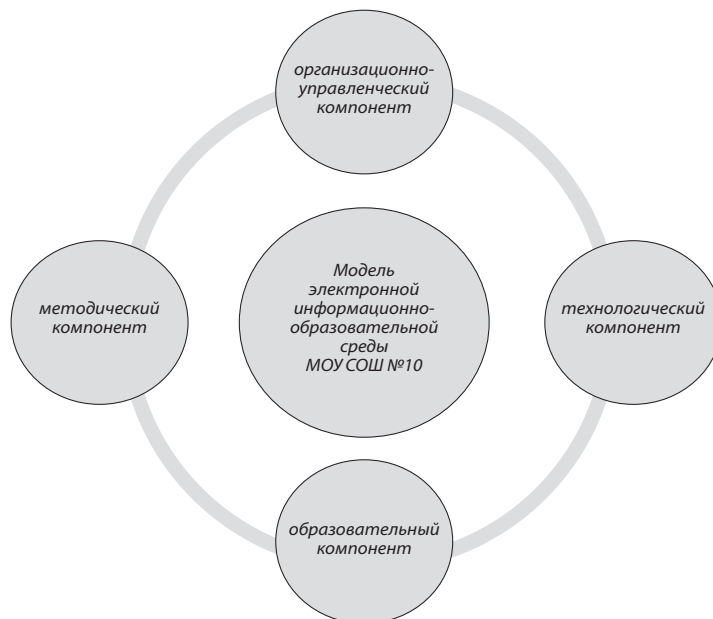 организационно-
управленческий
компонент
методический
компонент
Модель
электронной
информационно-
образовательной
среды
МОУ СОШ №10
технологический
компонент
образовательный
компонент